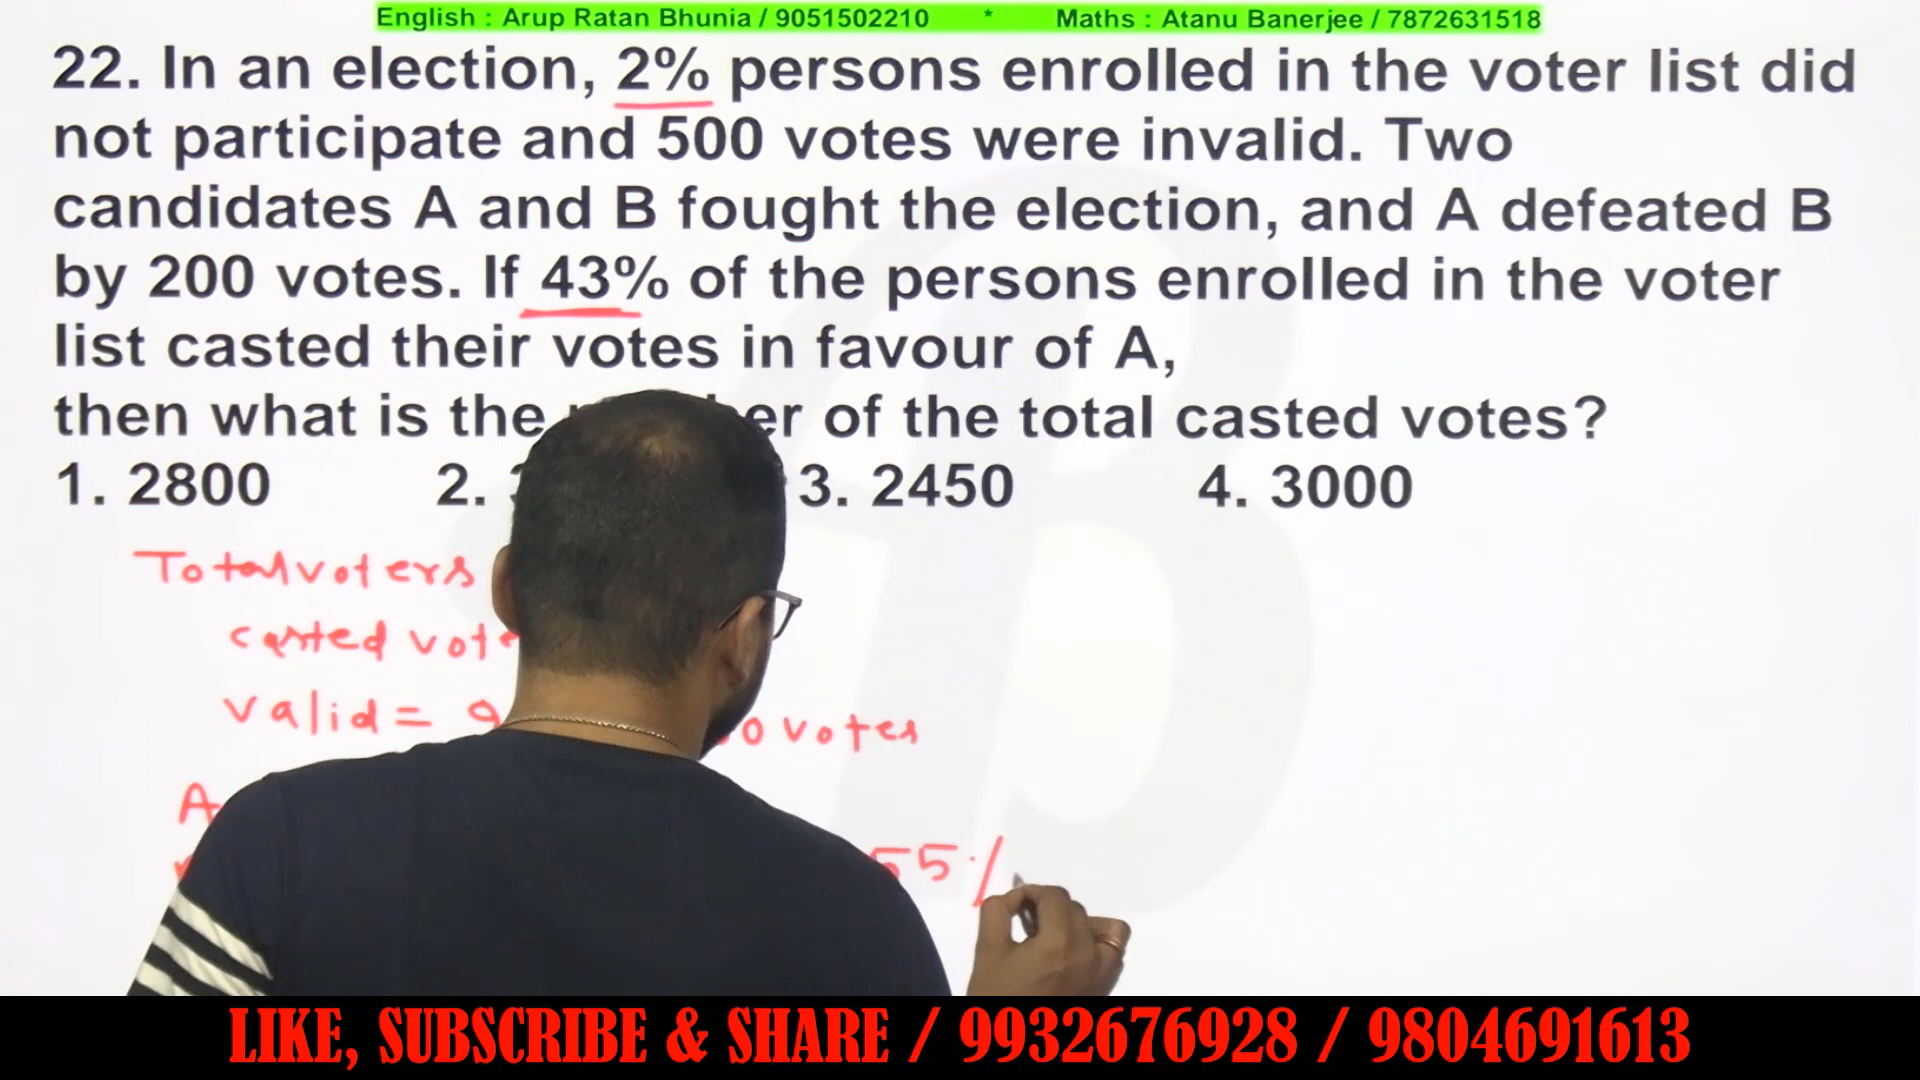 English : Arup Ratan Bhunia / 9051502210 * Maths : Atanu Banerjee / 7872631518
22. In an election, 2% persons enrolled in the voter list did
not participate and 500 votes were invalid. Two
candidates A and B fought the election, and A defeated B
by 200 votes. If 43% of the persons enrolled in the voter
list casted their votes in favour of A,
then what is the of the total casted votes?
1. 2800 2. 3. 2450 4. 3000
Total voters
casted vote
valid = 9 votes
A
55%
LIKE, SUBSCRIBE & SHARE / 9932676928 / 9804691613